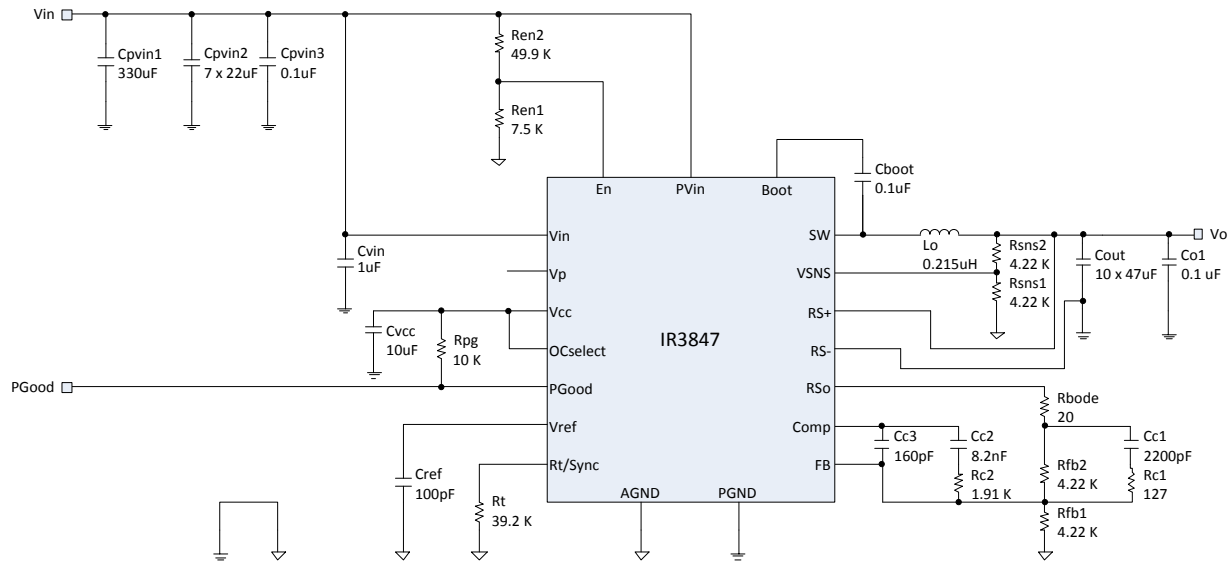 Vin
Cpvin1
330uF
Cpvin2
7 x 22uF
Cpvin3
0.1uF
Ren2
49.9 K
Ren1
7.5 K
Cboot
0.1uF
En
PVin
Boot
Vin
Cvin
1uF
Vp
Vcc
Cvcc
10uF
Rpg
10 K
OCselect
PGood
PGood
Vref
Cref
100pF
Rt/Sync
Rt
39.2 K
IR3847
AGND
PGND
SW
VSNS
RS+
RS-
RSo
Comp
FB
Lo
0.215uH
Rsns2
4.22 K
Rsns1
4.22 K
Cout
10 x 47uF
Co1
0.1 uF
Vo
Rbode
20
Cc3
160pF
Cc2
8.2nF
Rc2
1.91 K
Rfb2
4.22 K
Cc1
2200pF
Rc1
127
Rfb1
4.22 K